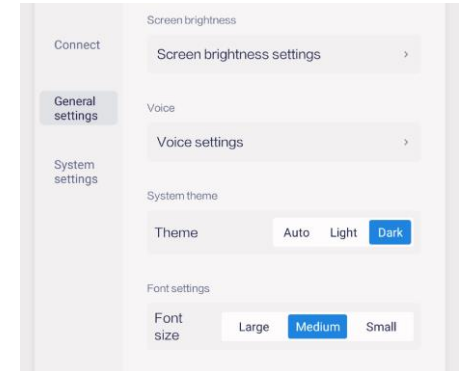 Screen brightness
Connect
Screen brightness settings
General
settings
Voice
Voice settings
System
settings
System theme
Theme
Auto Light Dark
Font settings
Font
size
Large Medium Small